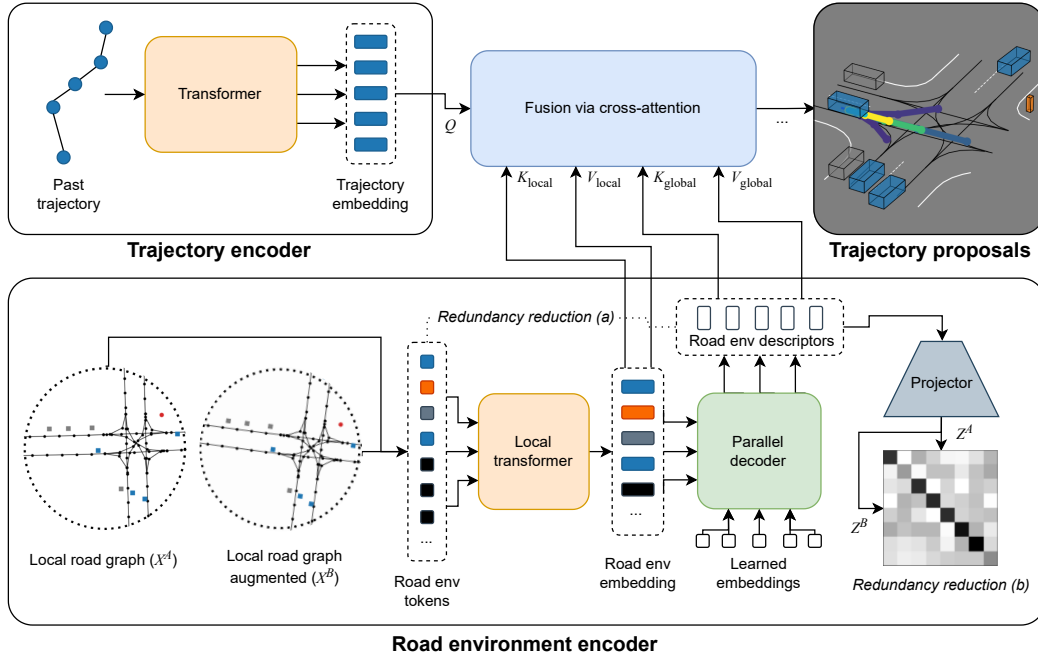 Transformer
Past
trajectory
Trajectory
embedding
Trajectory encoder
Q
Fusion via cross-attention
...
K_local
V_local
K_global
V_global
Trajectory proposals
Redundancy reduction (a)
Road env descriptors
Projector
Z^A
Z^B
Local
transformer
Parallel
decoder
...
...
Local road graph (X^A)
Local road graph
augmented (X^B)
Road env
tokens
Road env
embedding
Learned
embeddings
Redundancy reduction (b)
Road environment encoder